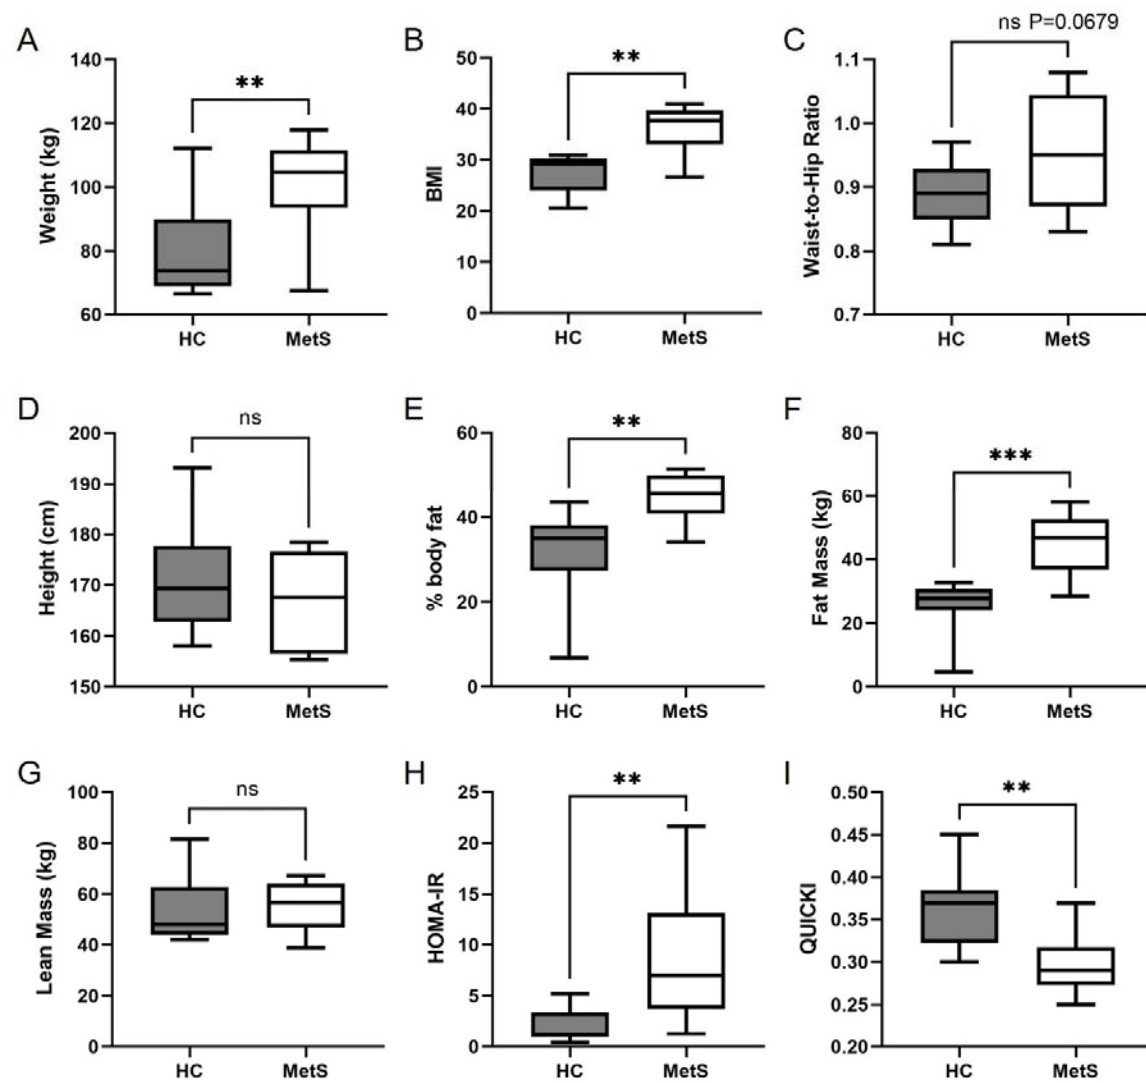 A
Weight (kg)
140
120
100
80
60
**
HC
MetS
B
BMI
50
40
30
20
10
0
**
HC
MetS
C
Waist-to-Hip Ratio
1.1
1.0
0.9
0.8
0.7
ns P=0.0679
HC
MetS
D
Height (cm)
200
190
180
170
160
150
ns
HC
MetS
E
% body fat
60
40
20
0
**
HC
MetS
F
Fat Mass (kg)
80
60
40
20
0
***
HC
MetS
G
Lean Mass (kg)
100
80
60
40
20
0
ns
HC
MetS
H
HOMA-IR
25
20
15
10
5
0
**
HC
MetS
I
QUICKI
0.50
0.45
0.40
0.35
0.30
0.25
0.20
**
HC
MetS